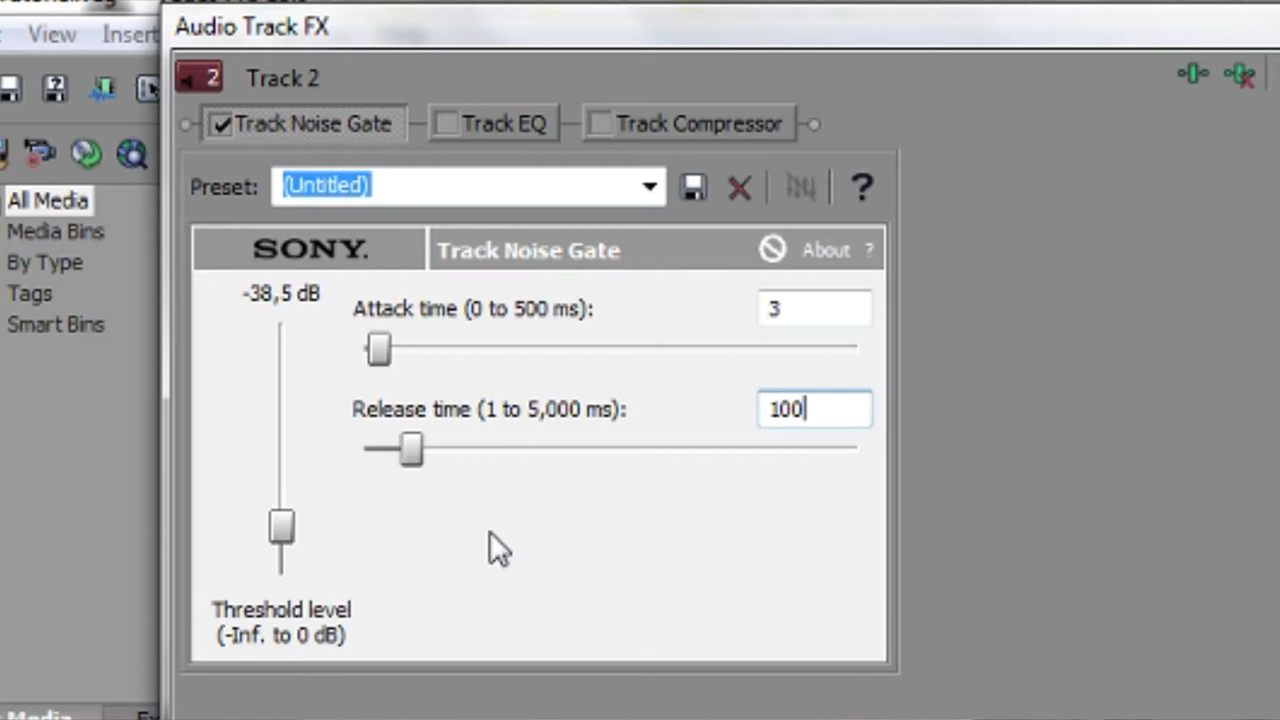 Audio Track FX
View Insert
2 Track 2
Track Noise Gate Track EQ Track Compressor
Preset: (Untitled) ?
All Media
Media Bins
By Type
Tags
Smart Bins
SONY. Track Noise Gate About ?
-38,5 dB
Attack time (0 to 500 ms): 3
Release time (1 to 5,000 ms): 100
Threshold level
(-Inf. to 0 dB)